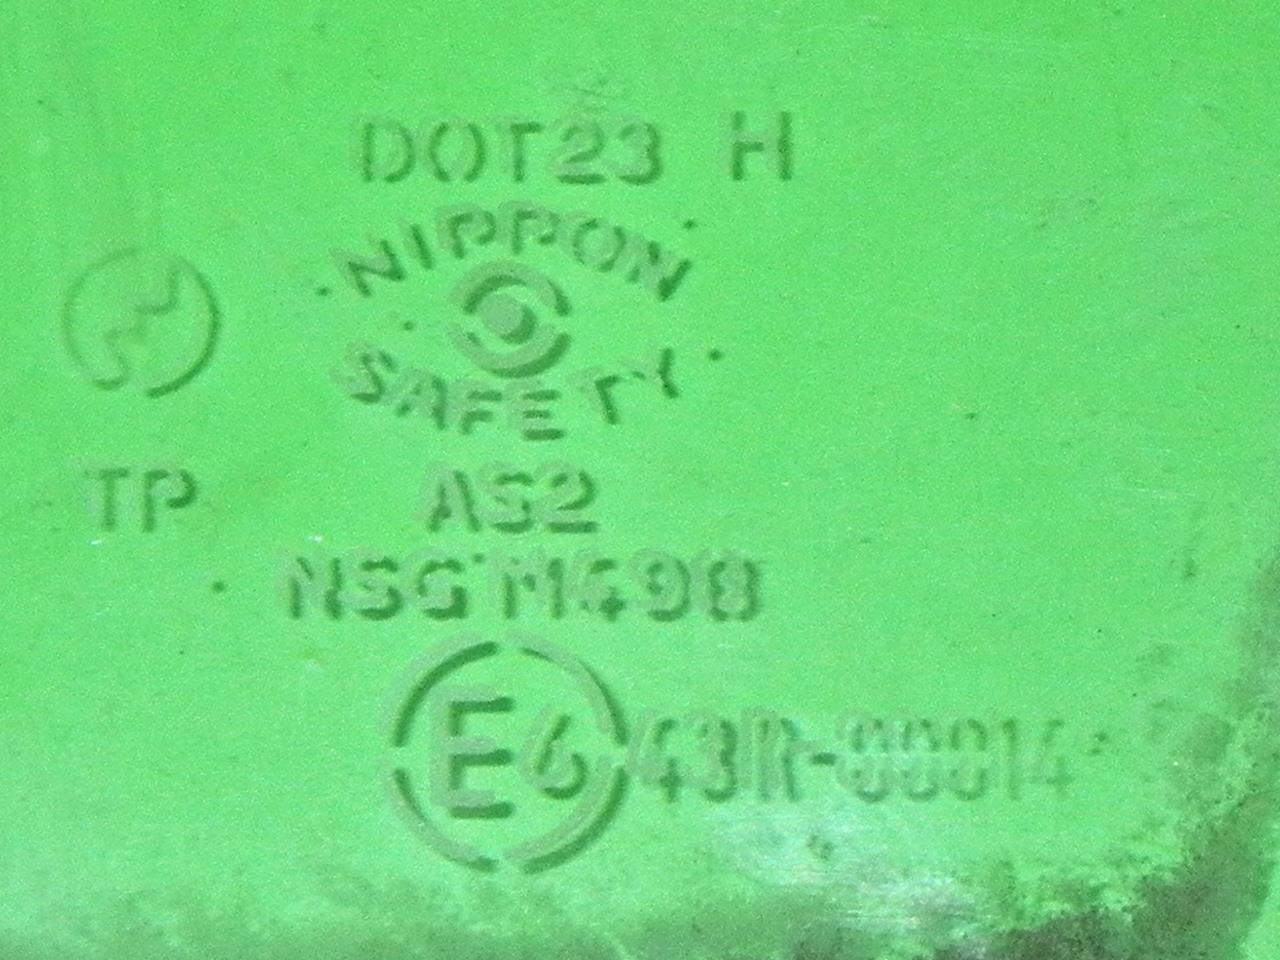 DOT23 H
NIPPON
SAFETY
TP AS2
NSG M498
E6 43R-00014